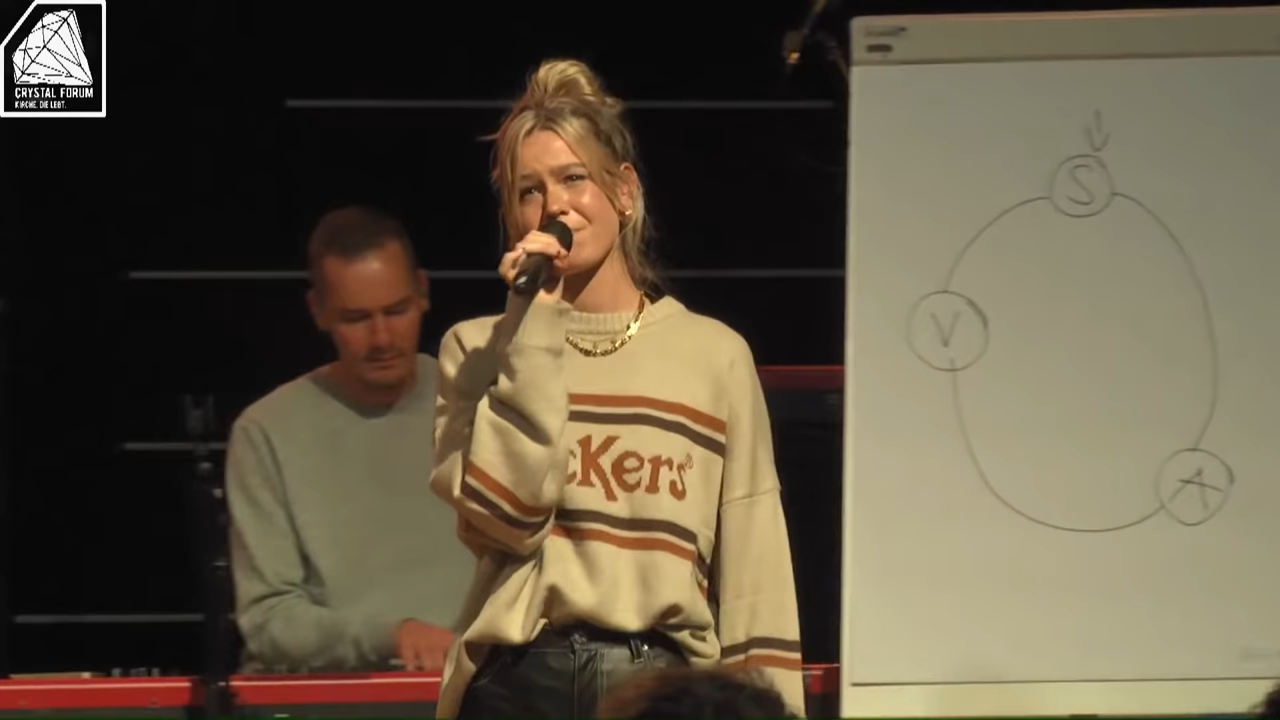 CRYSTAL FORUM
KIRCHE. DIE LEBT.
S
V
A
cKers